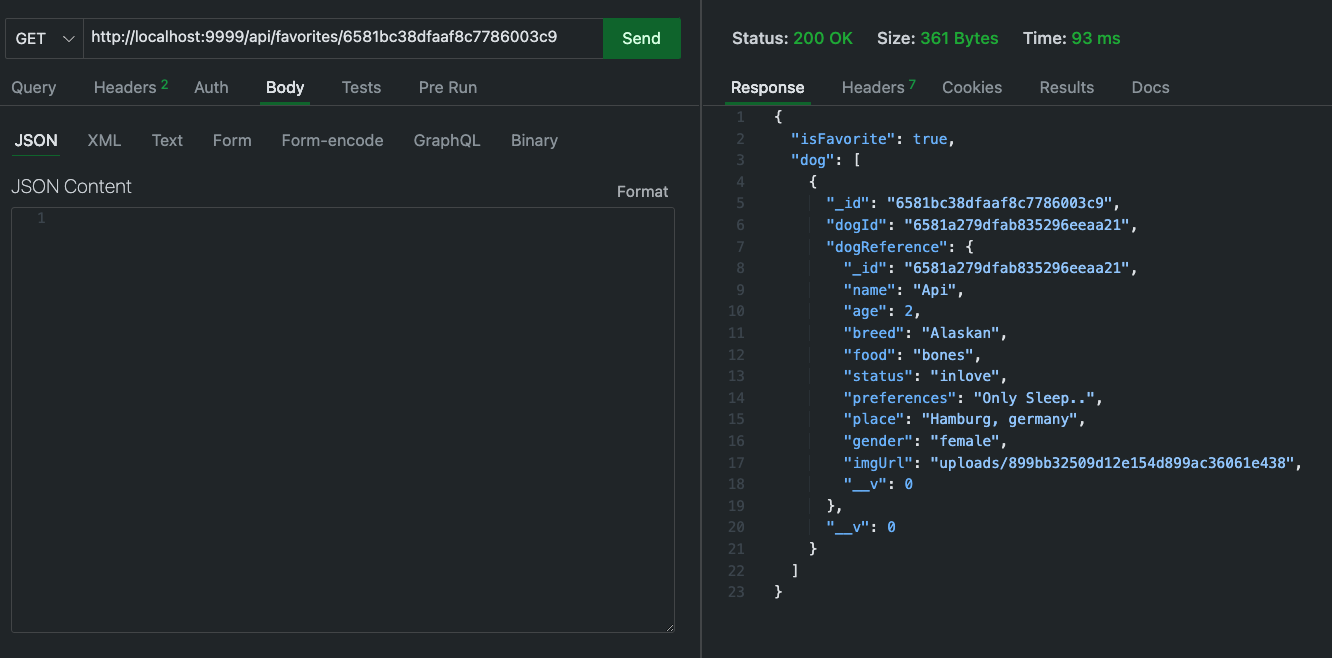 GET http://localhost:9999/api/favorites/6581bc38dfaaf8c7786003c9 Send
Query Headers 2 Auth Body Tests Pre Run
JSON XML Text Form Form-encode GraphQL Binary
JSON Content Format
1
Status: 200 OK Size: 361 Bytes Time: 93 ms
Response Headers 7 Cookies Results Docs
1 {
2 "isFavorite": true,
3 "dog": [
4 {
5 "_id": "6581bc38dfaaf8c7786003c9",
6 "dogId": "6581a279dfab835296eeaa21",
7 "dogReference": {
8 "_id": "6581a279dfab835296eeaa21",
9 "name": "Api",
10 "age": 2,
11 "breed": "Alaskan",
12 "food": "bones",
13 "status": "inlove",
14 "preferences": "Only Sleep..",
15 "place": "Hamburg, germany",
16 "gender": "female",
17 "imgUrl": "uploads/899bb32509d12e154d899ac36061e438",
18 "__v": 0
19 },
20 "__v": 0
21 }
22 ]
23 }